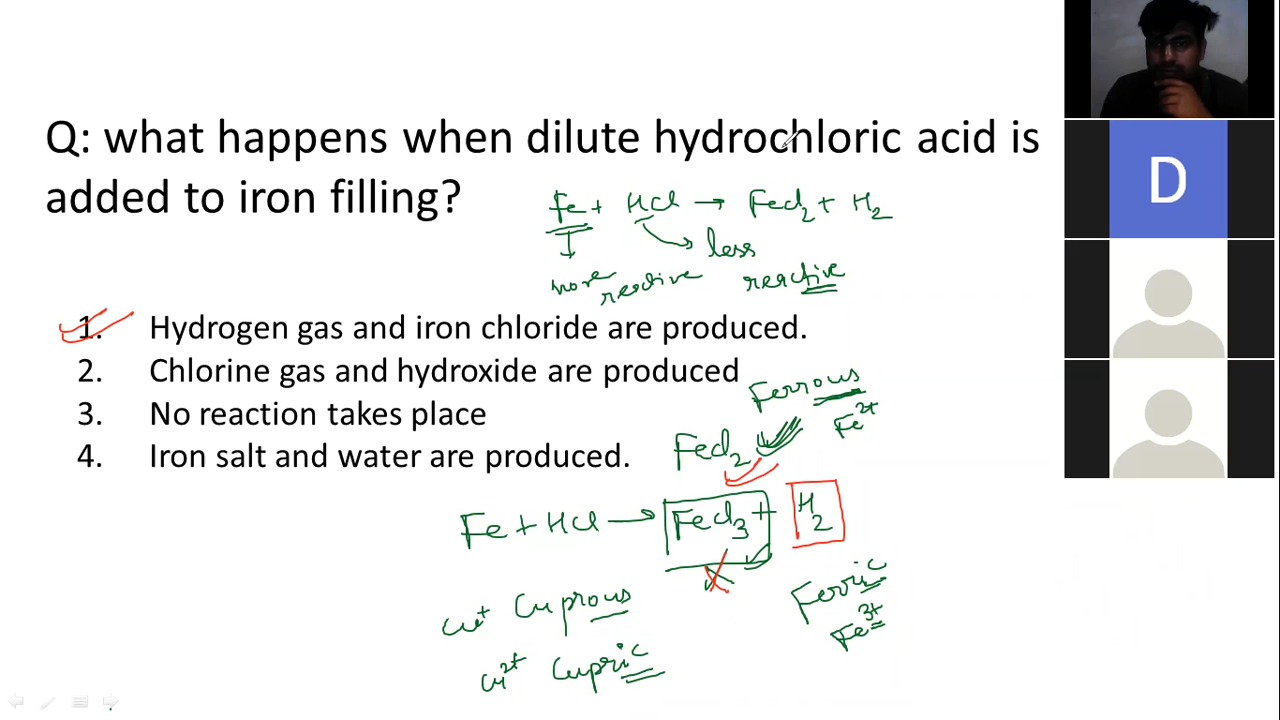 Q: what happens when dilute hydrochloric acid is
added to iron filling?
Fe + HCl → FeCl2 + H2
less
more reactive
reactive
1. Hydrogen gas and iron chloride are produced.
2. Chlorine gas and hydroxide are produced
3. No reaction takes place
4. Iron salt and water are produced.
Ferrous
Fe2+
FeCl2
Fe + HCl → FeCl3 + H2
Ferric
Fe3+
Cu+ Cuprous
Cu2+ Cupric
D